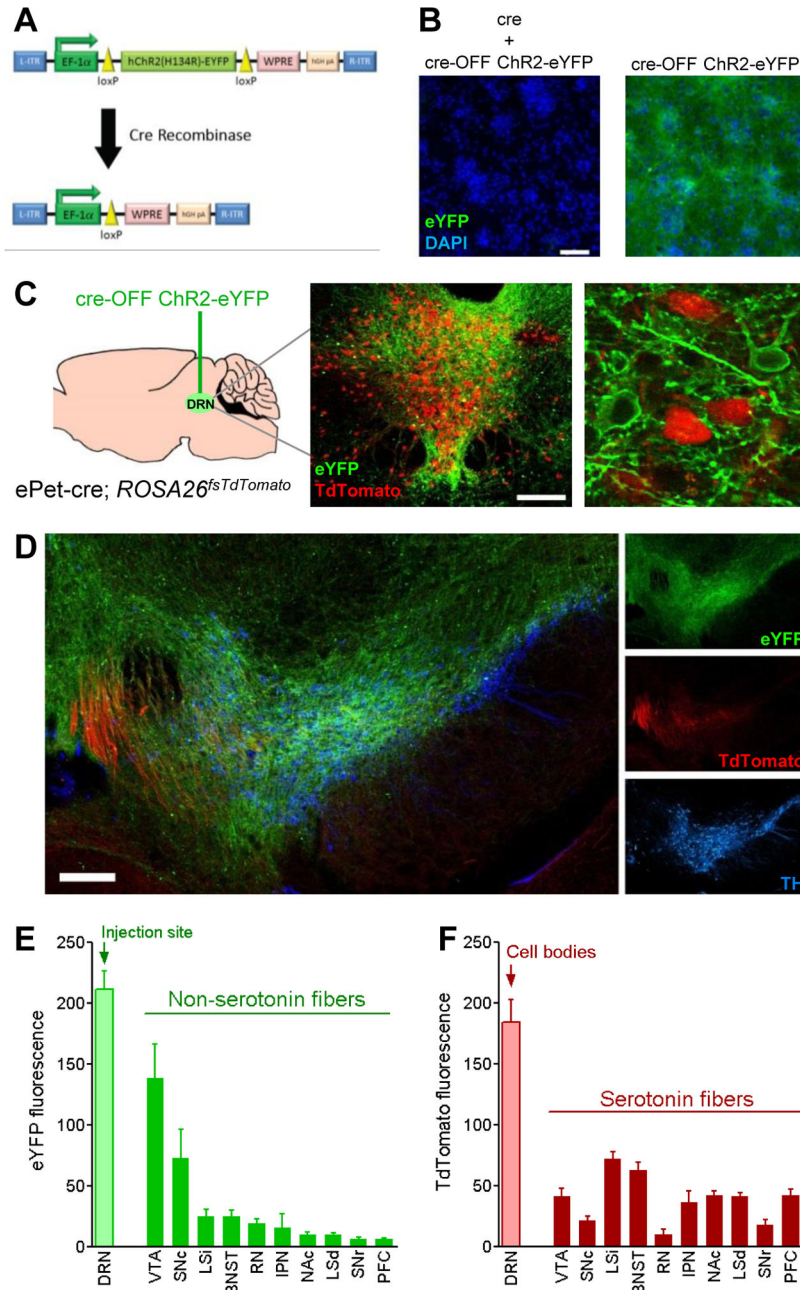 A
L-ITR EF-1α hChR2(H134R)-EYFP WPRE hGH pA R-ITR
loxP loxP
Cre Recombinase
L-ITR EF-1α WPRE hGH pA R-ITR
loxP
B
cre
+
cre-OFF ChR2-eYFP
cre-OFF ChR2-eYFP
eYFP
DAPI
C
cre-OFF ChR2-eYFP
DRN
ePet-cre; ROSA26fsTdTomato
eYFP
TdTomato
D
eYFP
TdTomato
TH
E
Injection site
Non-serotonin fibers
eYFP fluorescence
250
200
150
100
50
0
DRN VTA SNc LSi BNST RN IPN NAc LSd SNr PFC
F
Cell bodies
Serotonin fibers
TdTomato fluorescence
250
200
150
100
50
0
DRN VTA SNc LSi BNST RN IPN NAc LSd SNr PFC